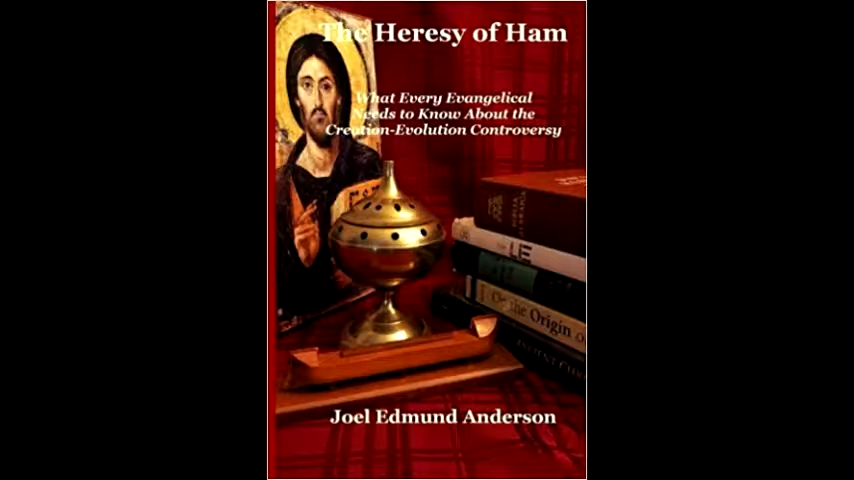 The Heresy of Ham
What Every Evangelical
Needs to Know About the
Creation-Evolution Controversy
BIBLIA
On the Origin o
Joel Edmund Anderson